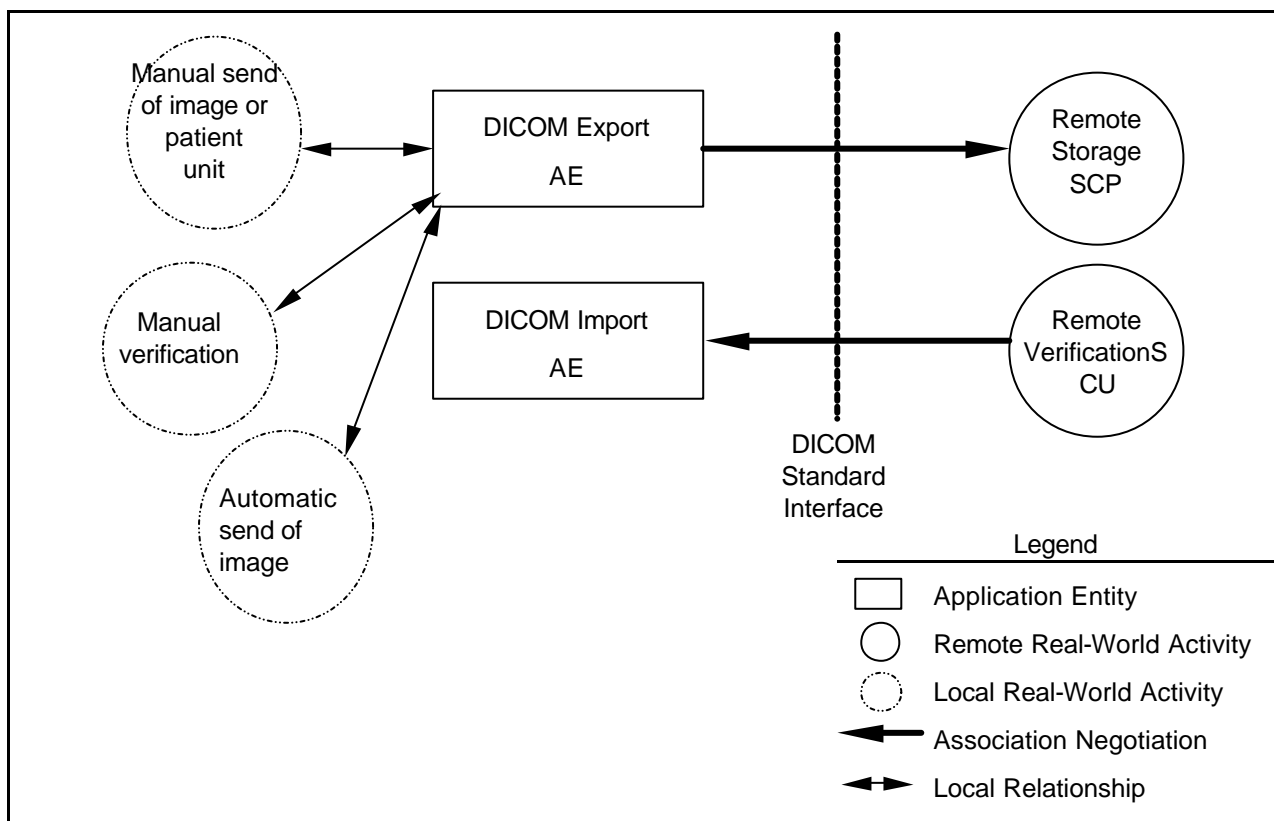 Manual send
of image or
patient
unit
DICOM Export
AE
Remote
Storage
SCP
Manual
verification
DICOM Import
AE
Remote
VerificationS
CU
Automatic
send of
image
DICOM
Standard
Interface
Legend
Application Entity
Remote Real-World Activity
Local Real-World Activity
Association Negotiation
Local Relationship